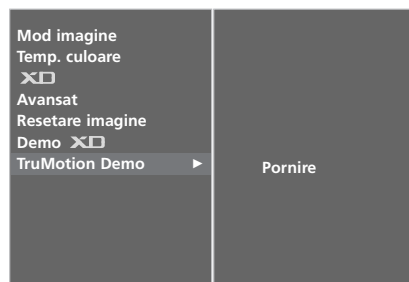 Mod imagine
Temp. culoare
XD
Avansat
Resetare imagine
Demo XD
TruMotion Demo ►
Pornire